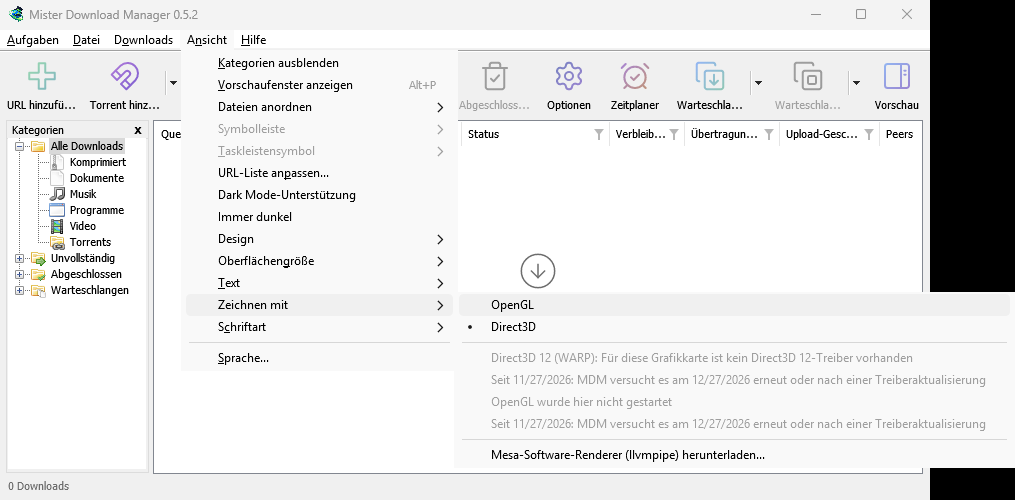 Mister Download Manager 0.5.2
Aufgaben Datei Downloads Ansicht Hilfe
URL hinzufü... Torrent hinz... Abgeschloss... Optionen Zeitplaner Warteschla... Warteschla... Vorschau
Kategorien ausblenden
Vorschaufenster anzeigen Alt+P
Dateien anordnen
Symbolleiste
Taskleistensymbol
URL-Liste anpassen...
Dark Mode-Unterstützung
Immer dunkel
Design
Oberflächengröße
Text
Zeichnen mit
Schriftart
Sprache...
Kategorien x
Alle Downloads
Komprimiert
Dokumente
Musik
Programme
Video
Torrents
Unvollständig
Abgeschlossen
Warteschlangen
Que Status Verbleib... Übertragun... Upload-Gesc... Peers
OpenGL
Direct3D
Direct3D 12 (WARP): Für diese Grafikkarte ist kein Direct3D 12-Treiber vorhanden
Seit 11/27/2026: MDM versucht es am 12/27/2026 erneut oder nach einer Treiberaktualisierung
OpenGL wurde hier nicht gestartet
Seit 11/27/2026: MDM versucht es am 12/27/2026 erneut oder nach einer Treiberaktualisierung
Mesa-Software-Renderer (llvmpipe) herunterladen...
0 Downloads